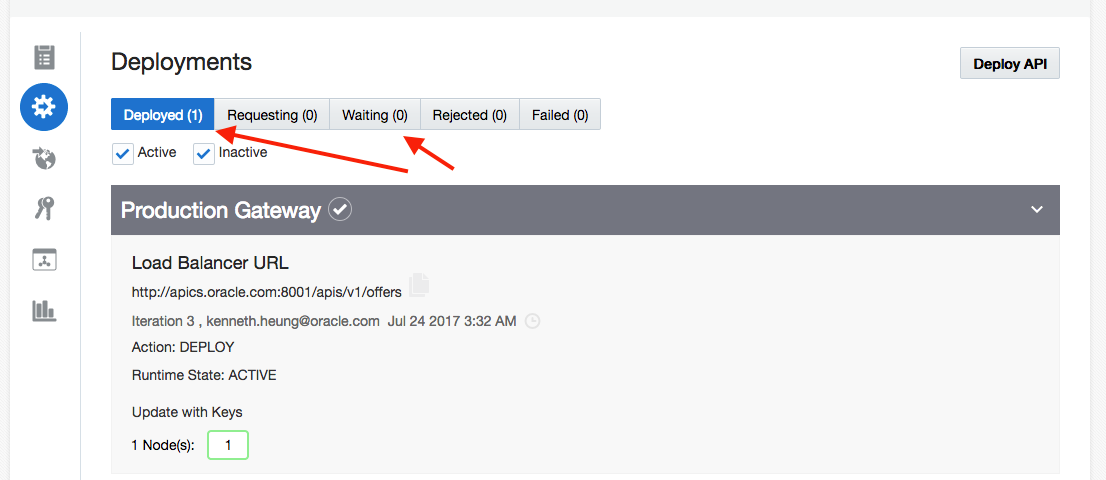 Deployments
Deploy API
Deployed (1) Requesting (0) Waiting (0) Rejected (0) Failed (0)
Active Inactive
Production Gateway
Load Balancer URL
http://apics.oracle.com:8001/apis/v1/offers
Iteration 3 , kenneth.heung@oracle.com Jul 24 2017 3:32 AM
Action: DEPLOY
Runtime State: ACTIVE
Update with Keys
1 Node(s): 1